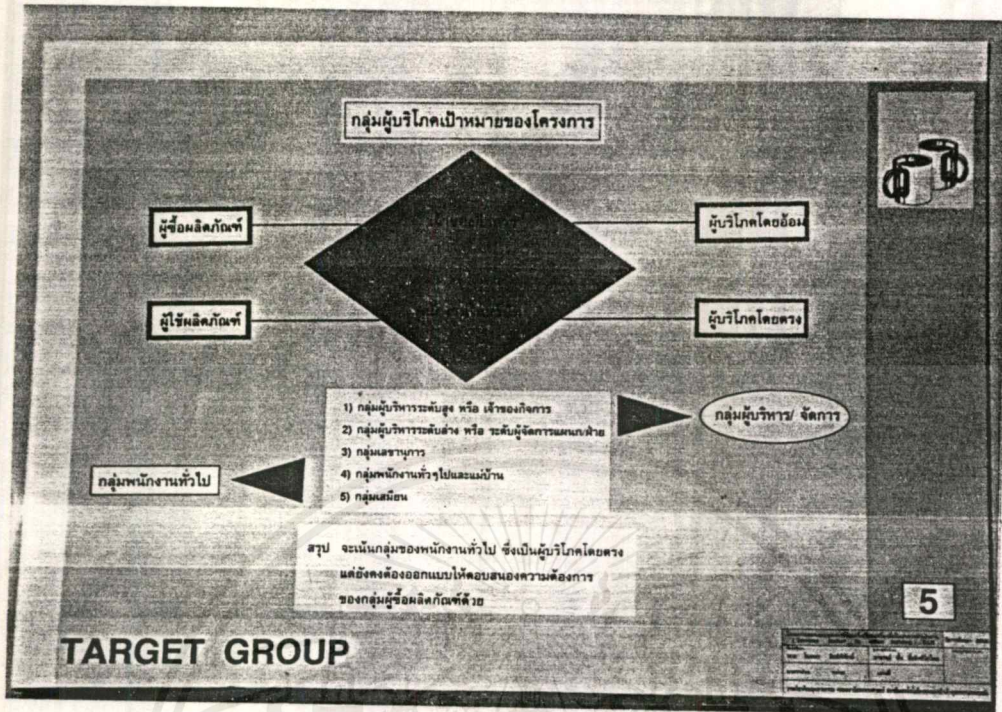 กลุ่มผู้บริโภคเป้าหมายของโครงการ
ผู้ซื้อผลิตภัณฑ์
ผู้บริโภคโดยอ้อม
ผู้ใช้ผลิตภัณฑ์
ผู้บริโภคโดยตรง
1) กลุ่มผู้บริหารระดับสูง หรือ เจ้าของกิจการ
2) กลุ่มผู้บริหารระดับล่าง หรือ ระดับผู้จัดการแผนก/ฝ่าย
3) กลุ่มเลขานุการ
4) กลุ่มพนักงานทั่วๆไปและแม่บ้าน
5) กลุ่มเสมียน
กลุ่มผู้บริหาร/ จัดการ
กลุ่มพนักงานทั่วไป
สรุป จะเน้นกลุ่มของพนักงานทั่วไป ซึ่งเป็นผู้บริโภคโดยตรง
แต่ยังคงต้องออกแบบให้ตอบสนองความต้องการ
ของกลุ่มผู้ซื้อผลิตภัณฑ์ด้วย
5
TARGET GROUP